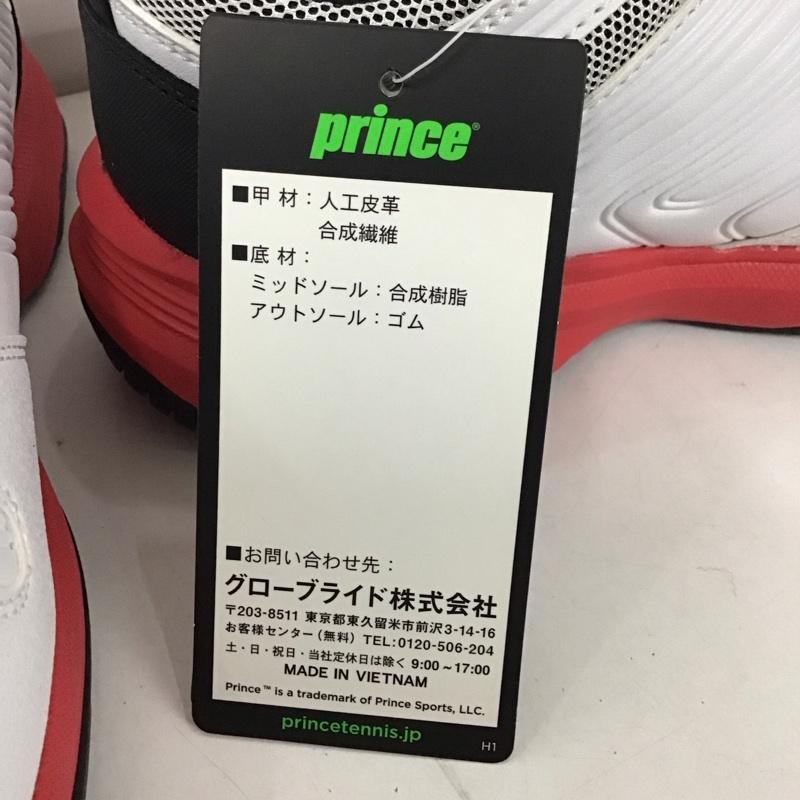 prince®
■甲 材：人工皮革
合成繊維
■底 材：
ミッドソール：合成樹脂
アウトソール：ゴム
■お問い合わせ先：
グローブライド株式会社
〒203-8511 東京都東久留米市前沢3-14-16
お客様センター（無料） TEL:0120-506-204
土・日・祝日・当社定休日は除く 9:00～17:00
MADE IN VIETNAM
Prince™ is a trademark of Prince Sports, LLC.
princetennis.jp
H1